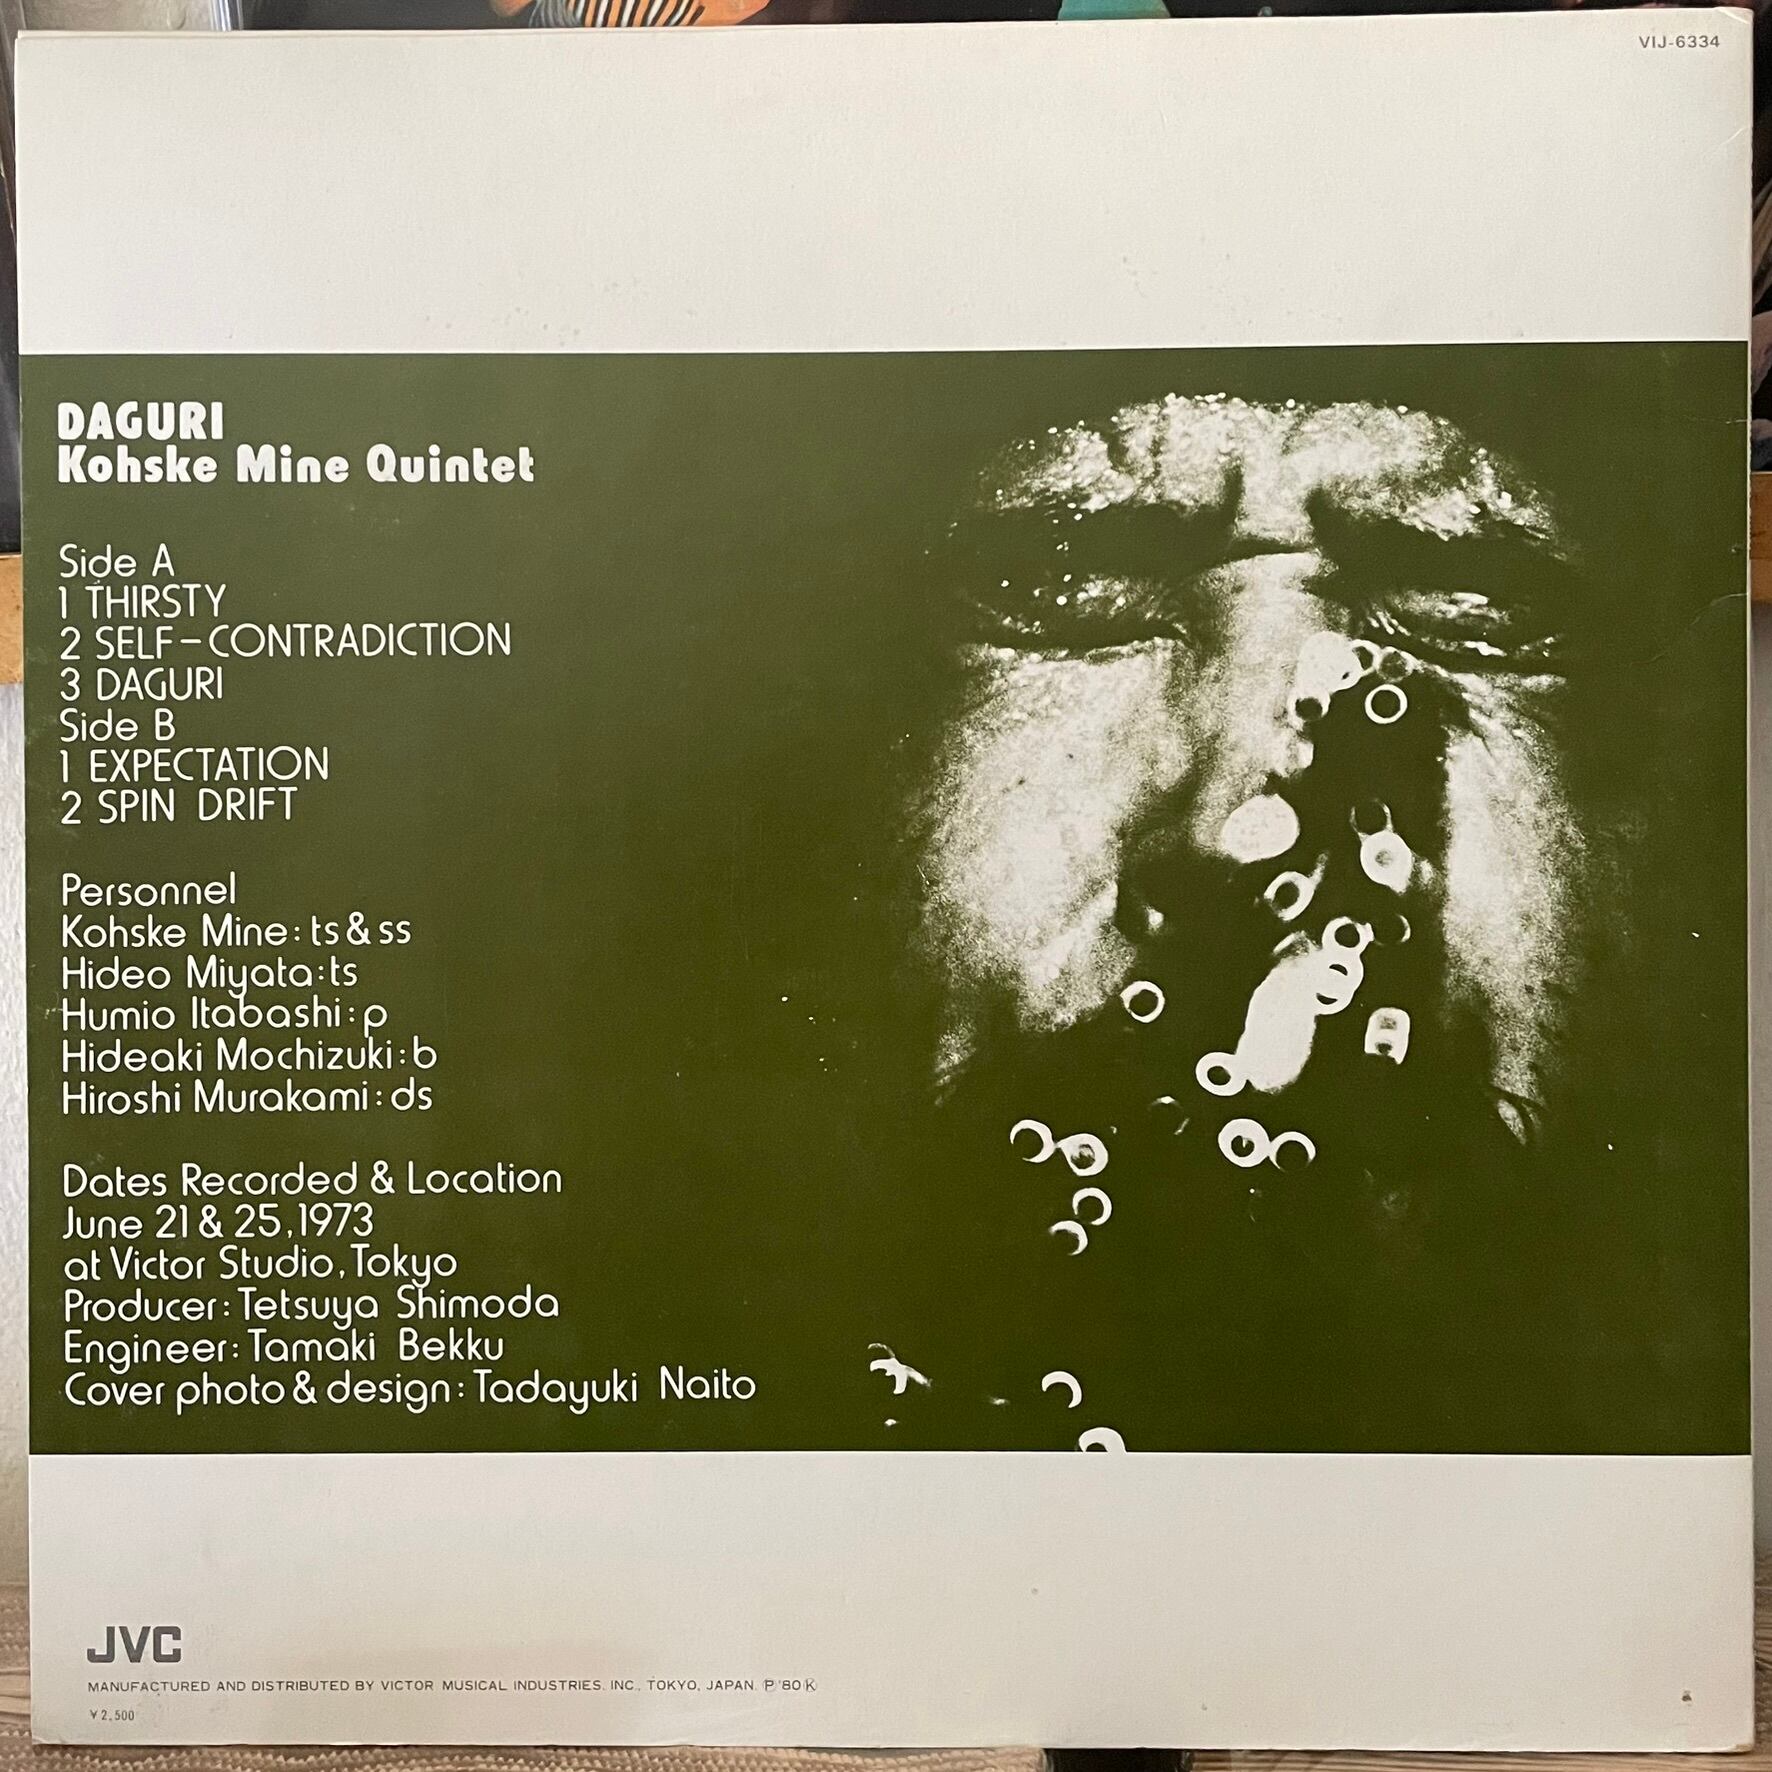 VIJ-6334
DAGURI
Kohske Mine Quintet
Side A
1 THIRSTY
2 SELF-CONTRADICTION
3 DAGURI
Side B
1 EXPECTATION
2 SPIN DRIFT
Personnel
Kohske Mine: ts & ss
Hideo Miyata: ts
Humio Itabashi: p
Hideaki Mochizuki: b
Hiroshi Murakami: ds
Dates Recorded & Location
June 21 & 25, 1973
at Victor Studio, Tokyo
Producer: Tetsuya Shimoda
Engineer: Tamaki Bekku
Cover photo & design: Tadayuki Naito
JVC
MANUFACTURED AND DISTRIBUTED BY VICTOR MUSICAL INDUSTRIES, INC., TOKYO, JAPAN. Ⓟ '80 Ⓚ
¥2,500